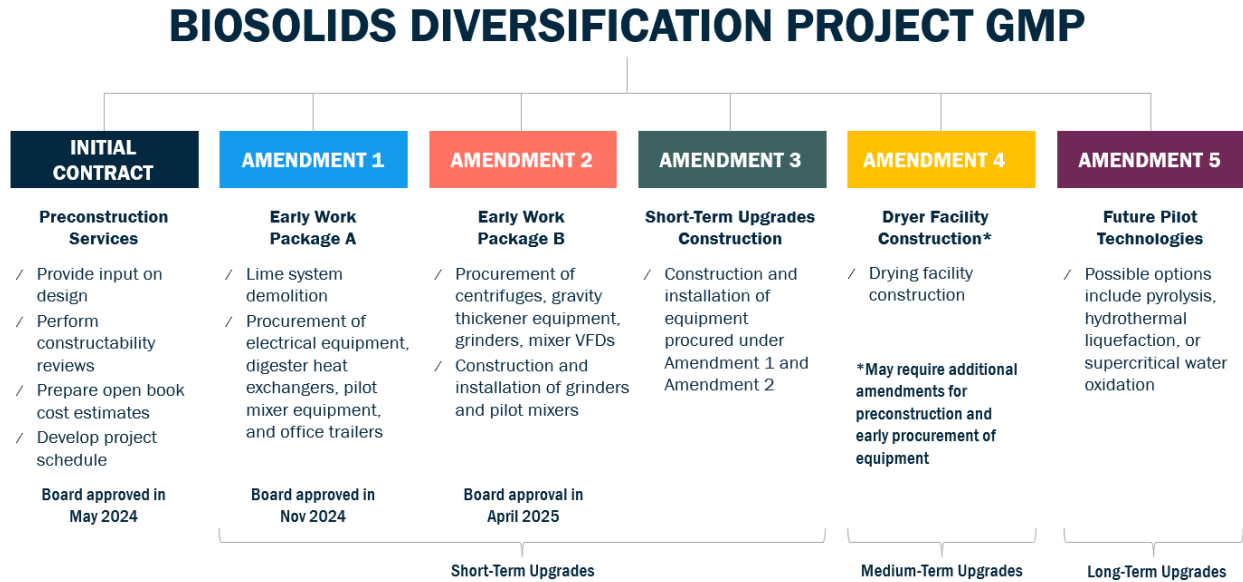 BIOSOLIDS DIVERSIFICATION PROJECT GMP
INITIAL
CONTRACT
Preconstruction
Services
/ Provide input on
design
/ Perform
constructability
reviews
/ Prepare open book
cost estimates
/ Develop project
schedule
Board approved in
May 2024
AMENDMENT 1
Early Work
Package A
/ Lime system
demolition
/ Procurement of
electrical equipment,
digester heat
exchangers, pilot
mixer equipment,
and office trailers
Board approved in
Nov 2024
AMENDMENT 2
Early Work
Package B
/ Procurement of
centrifuges, gravity
thickener equipment,
grinders, mixer VFDs
/ Construction and
installation of grinders
and pilot mixers
Board approval in
April 2025
AMENDMENT 3
Short-Term Upgrades
Construction
/ Construction and
installation of
equipment
procured under
Amendment 1 and
Amendment 2
AMENDMENT 4
Dryer Facility
Construction*
/ Drying facility
construction
*May require additional
amendments for
preconstruction and
early procurement of
equipment
AMENDMENT 5
Future Pilot
Technologies
/ Possible options
include pyrolysis,
hydrothermal
liquefaction, or
supercritical water
oxidation
Short-Term Upgrades
Medium-Term Upgrades
Long-Term Upgrades